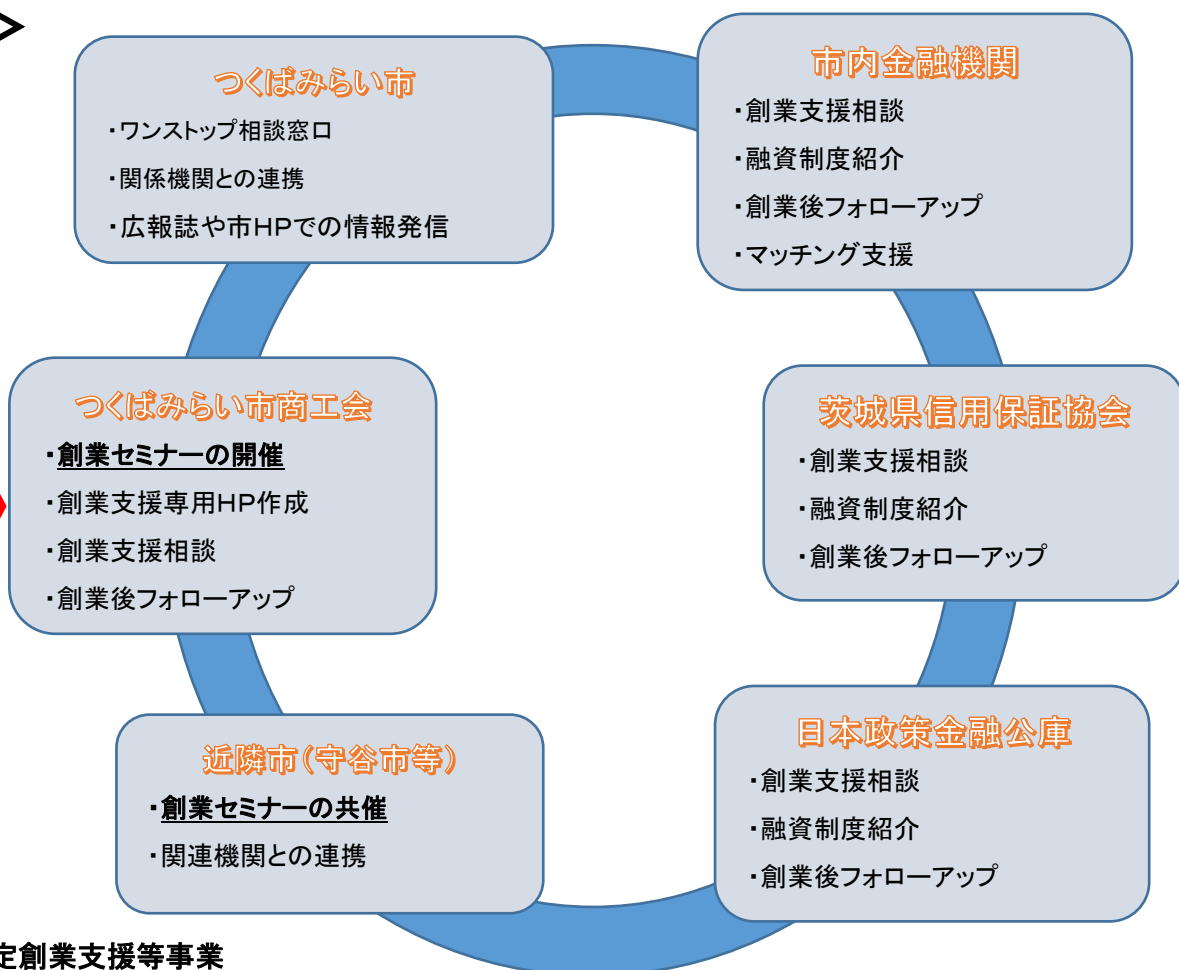 つくばみらい市
・ワンストップ相談窓口
・関係機関との連携
・広報誌や市HPでの情報発信
市内金融機関
・創業支援相談
・融資制度紹介
・創業後フォローアップ
・マッチング支援
つくばみらい市商工会
・創業セミナーの開催
・創業支援専用HP作成
・創業支援相談
・創業後フォローアップ
茨城県信用保証協会
・創業支援相談
・融資制度紹介
・創業後フォローアップ
近隣市(守谷市等)
・創業セミナーの共催
・関連機関との連携
日本政策金融公庫
・創業支援相談
・融資制度紹介
・創業後フォローアップ
定創業支援等事業